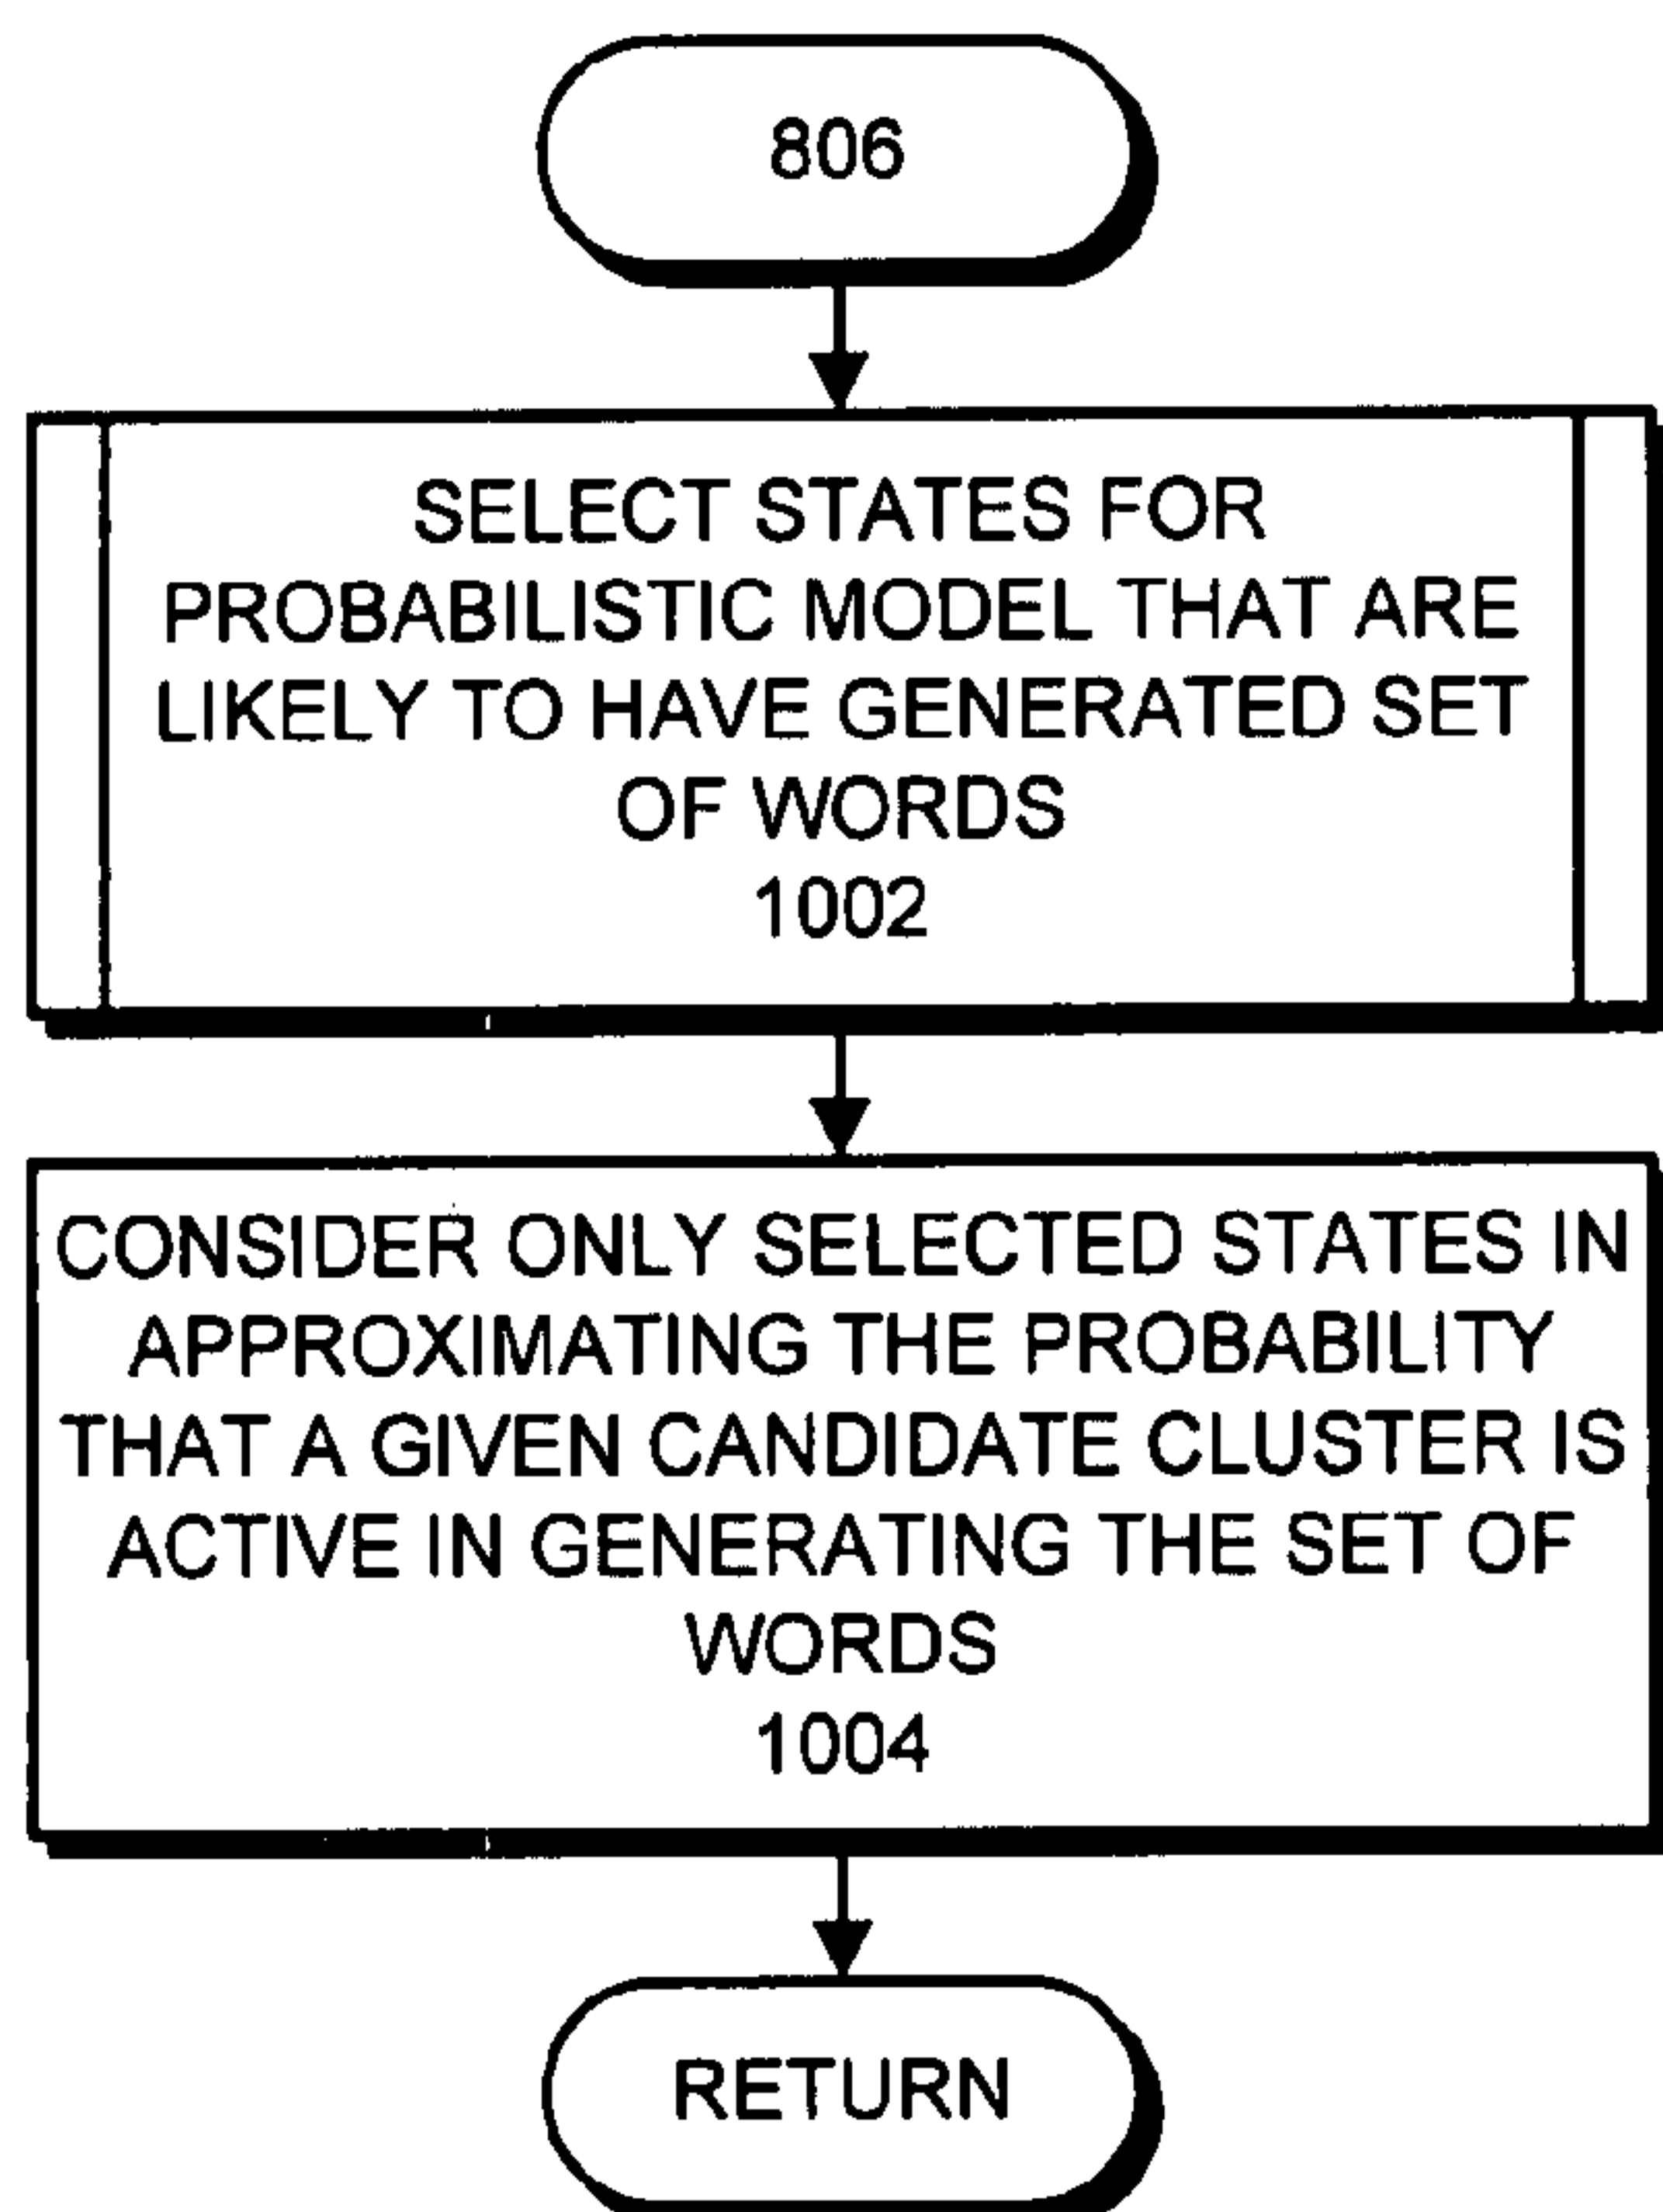 806
SELECT STATES FOR
PROBABILISTIC MODEL THAT ARE
LIKELY TO HAVE GENERATED SET
OF WORDS
1002
CONSIDER ONLY SELECTED STATES IN
APPROXIMATING THE PROBABILITY
THAT A GIVEN CANDIDATE CLUSTER IS
ACTIVE IN GENERATING THE SET OF
WORDS
1004
RETURN